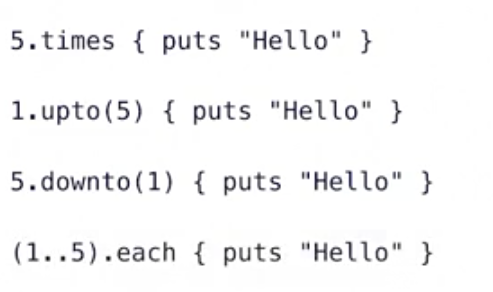 5.times { puts "Hello" }
1.upto(5) { puts "Hello" }
5.downto(1) { puts "Hello" }
(1..5).each { puts "Hello" }